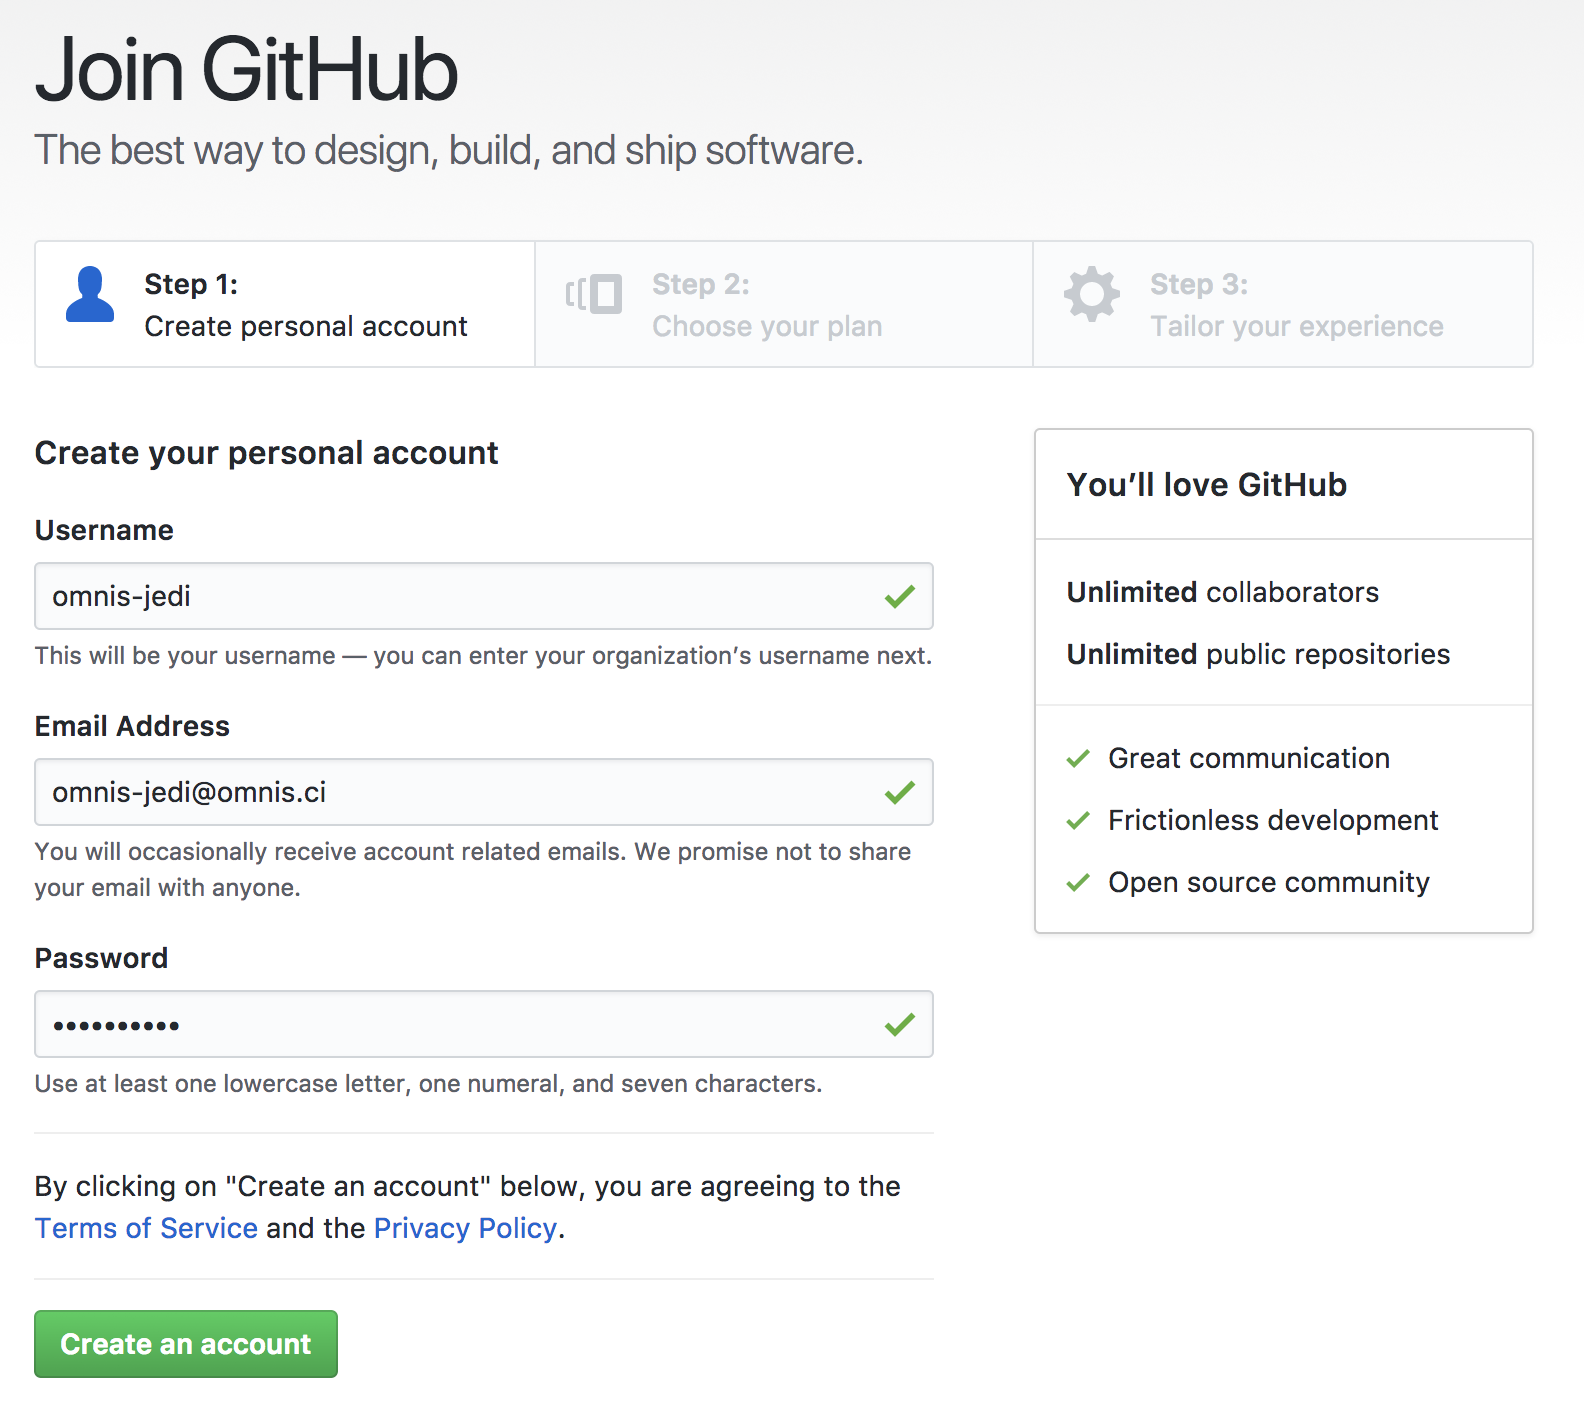 Join GitHub
The best way to design, build, and ship software.
Step 1:
Create personal account
Step 2:
Choose your plan
Step 3:
Tailor your experience
Create your personal account
Username
omnis-jedi
This will be your username — you can enter your organization’s username next.
Email Address
omnis-jedi@omnis.ci
You will occasionally receive account related emails. We promise not to share
your email with anyone.
Password
••••••••••
Use at least one lowercase letter, one numeral, and seven characters.
By clicking on "Create an account" below, you are agreeing to the
Terms of Service and the Privacy Policy.
Create an account
You’ll love GitHub
Unlimited collaborators
Unlimited public repositories
Great communication
Frictionless development
Open source community